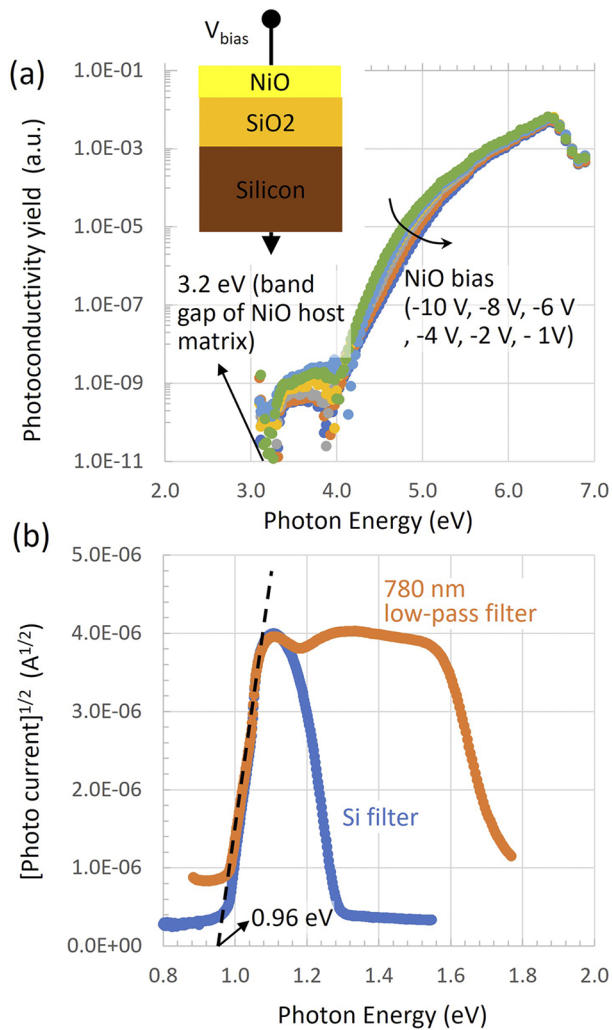 V_bias
(a)
NiO
SiO2
Silicon
1.0E-01
1.0E-03
1.0E-05
1.0E-07
1.0E-09
1.0E-11
Photoconductivity yield (a.u.)
3.2 eV (band
gap of NiO host
matrix)
NiO bias
(-10 V, -8 V, -6 V
, -4 V, -2 V, - 1V)
2.0
3.0
4.0
5.0
6.0
7.0
Photon Energy (eV)
(b)
5.0E-06
4.0E-06
3.0E-06
2.0E-06
1.0E-06
0.0E+00
[Photo current]^1/2 (A^1/2)
780 nm
low-pass filter
Si filter
0.96 eV
0.8
1.0
1.2
1.4
1.6
1.8
2.0
Photon Energy (eV)